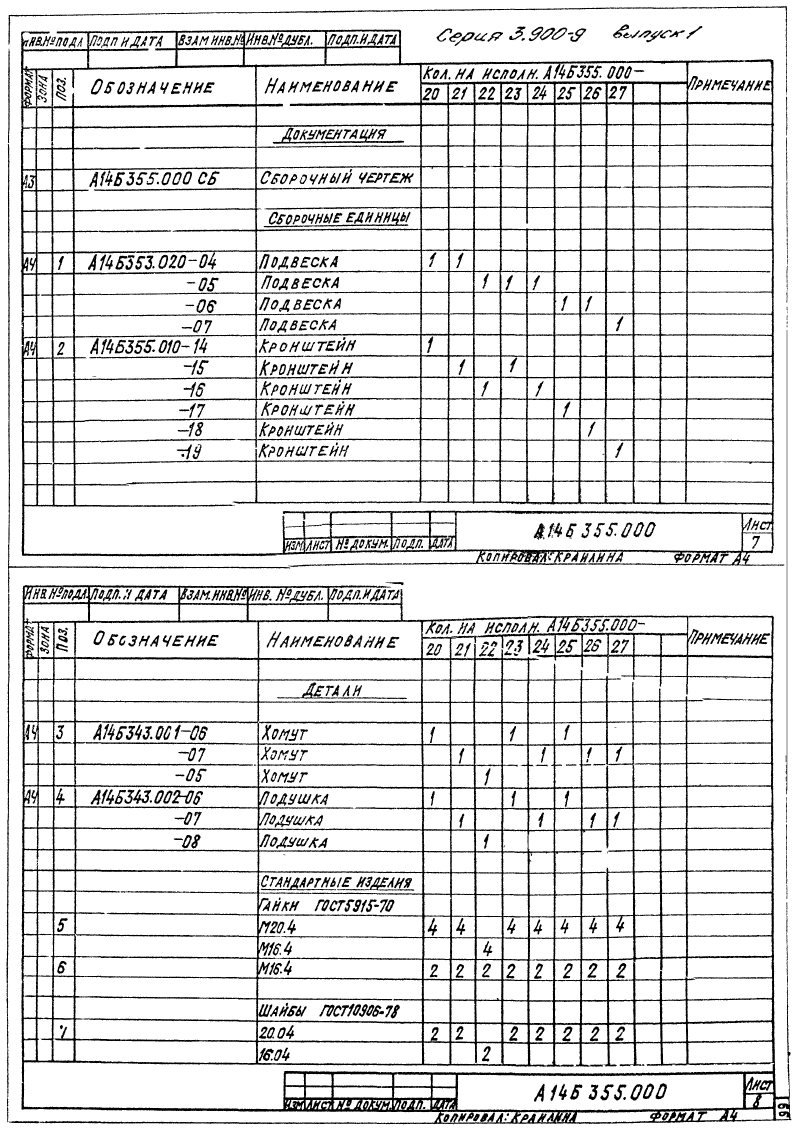 Серия 3.900-9 выпуск 1
ИНВ.№ПОДЛ ПОДП И ДАТА ВЗАМ ИНВ.№ ИНВ.№ ДУБЛ. ПОДП.И ДАТА
ФОРМАТ ЗОНА ПОЗ. ОБОЗНАЧЕНИЕ НАИМЕНОВАНИЕ КОЛ. НА ИСПОЛН. А14Б355.000- ПРИМЕЧАНИЕ
20 21 22 23 24 25 26 27
ДОКУМЕНТАЦИЯ
А3 А14Б355.000 СБ СБОРОЧНЫЙ ЧЕРТЕЖ
СБОРОЧНЫЕ ЕДИНИЦЫ
А4 1 А14Б353.020-04 ПОДВЕСКА 1 1
-05 ПОДВЕСКА 1 1 1
-06 ПОДВЕСКА 1 1
-07 ПОДВЕСКА 1
А4 2 А14Б355.010-14 КРОНШТЕЙН 1
-15 КРОНШТЕЙН 1 1
-16 КРОНШТЕЙН 1 1
-17 КРОНШТЕЙН 1
-18 КРОНШТЕЙН 1
-19 КРОНШТЕЙН 1
А14Б 355.000 ЛИСТ
7
ИЗМ ЛИСТ № ДОКУМ. ПОДП. ДАТА
КОПИРОВАЛ: КРАИЛИНА ФОРМАТ А4
ИНВ.№ПОДЛ ПОДП. И ДАТА ВЗАМ.ИНВ.№ ИНВ. №ДУБЛ. ПОДП.И ДАТА
ФОРМАТ ЗОНА ПОЗ. ОБОЗНАЧЕНИЕ НАИМЕНОВАНИЕ КОЛ. НА ИСПОЛН. А14Б355.000- ПРИМЕЧАНИЕ
20 21 22 23 24 25 26 27
ДЕТАЛИ
А4 3 А14Б343.001-06 ХОМУТ 1 1 1
-07 ХОМУТ 1 1 1 1
-05 ХОМУТ 1
А4 4 А14Б343.002-06 ПОДУШКА 1 1 1
-07 ПОДУШКА 1 1 1 1
-08 ПОДУШКА 1
СТАНДАРТНЫЕ ИЗДЕЛИЯ
ГАЙКИ ГОСТ5915-70
5 М20.4 4 4 4 4 4 4 4
М16.4 4
6 М16.4 2 2 2 2 2 2 2 2
ШАЙБЫ ГОСТ10906-78
7 20.04 2 2 2 2 2 2 2
16.04 2
А14Б 355.000 ЛИСТ
8
ИЗМ ЛИСТ № ДОКУМ. ПОДП. ДАТА
КОПИРОВАЛ: КРАИЛИНА ФОРМАТ А4
66